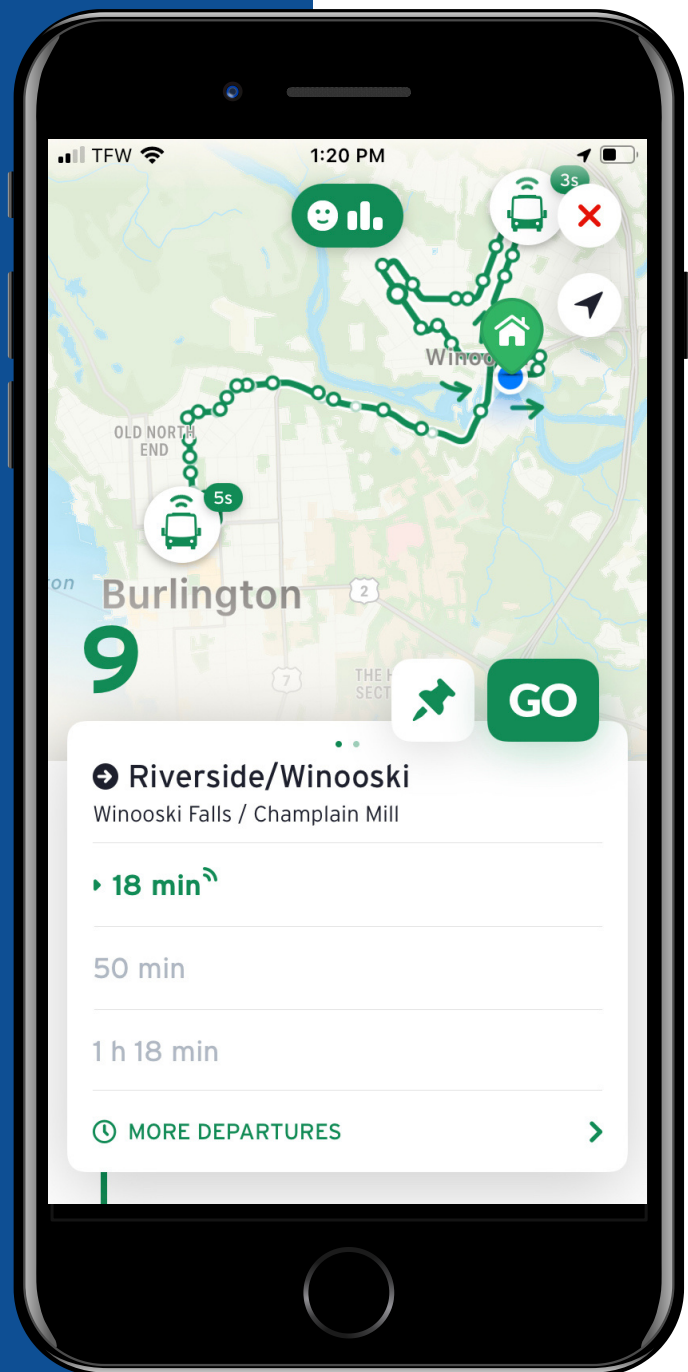 TFW
1:20 PM
3s
Winoo
OLD NORTH
END
5s
on
Burlington
2
9
7
THE H
SECT
GO
Riverside/Winooski
Winooski Falls / Champlain Mill
18 min
50 min
1 h 18 min
MORE DEPARTURES